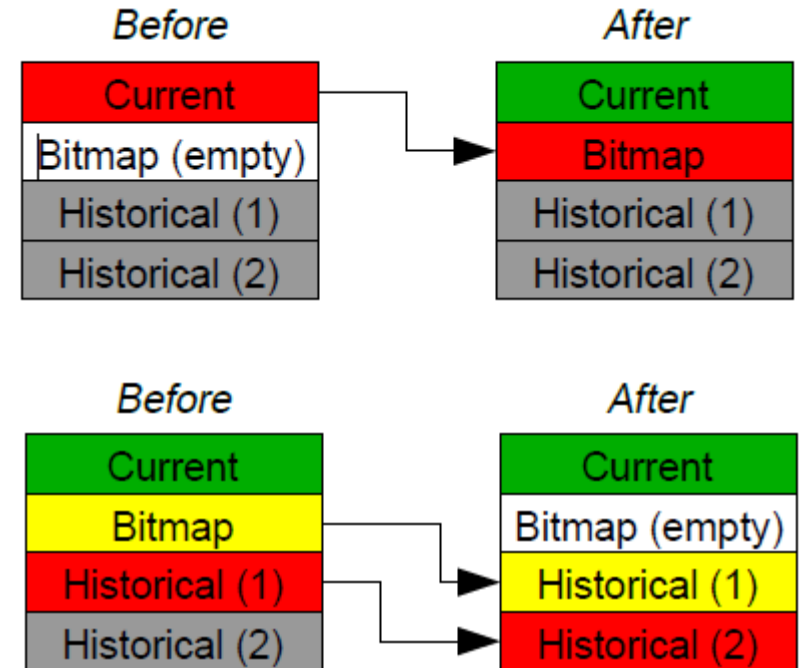 Before After
Current Current
Bitmap (empty) Bitmap
Historical (1) Historical (1)
Historical (2) Historical (2)
Before After
Current Current
Bitmap Bitmap (empty)
Historical (1) Historical (1)
Historical (2) Historical (2)